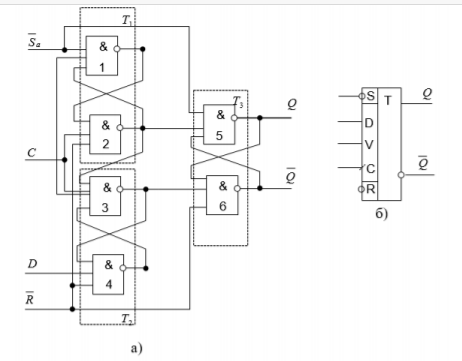 T₁
S̅ₐ
&
1
&
2
C
&
3
D
&
4
R̅
T₂
T₃
&
5
Q
&
6
Q̅
а)
S
T
Q
D
V
C
Q̅
R
б)